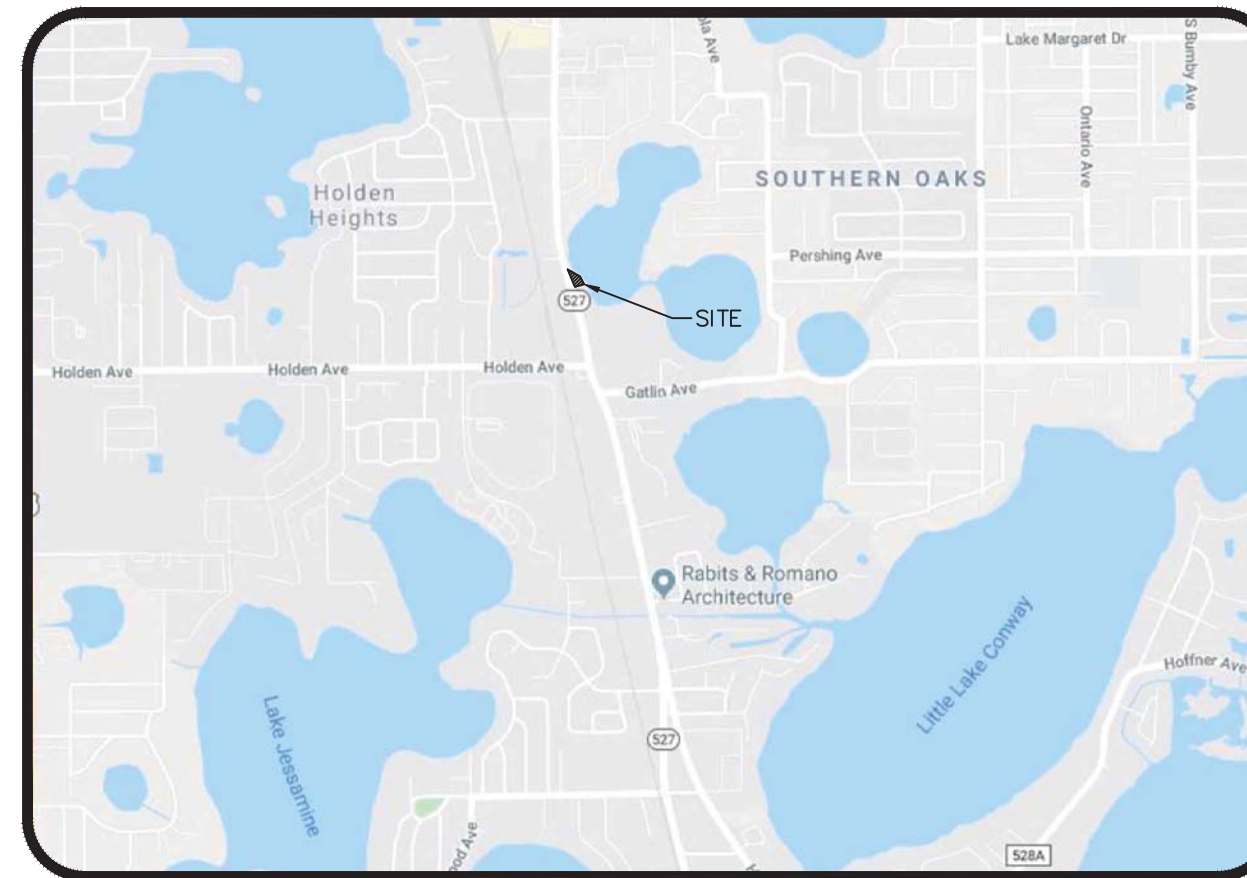 Lake Margaret Dr
S Bumby Ave
Ontario Ave
SOUTHERN OAKS
Holden
Heights
Pershing Ave
527
SITE
Holden Ave
Holden Ave
Holden Ave
Gatlin Ave
Rabits & Romano
Architecture
Little Lake Conway
Hoffner Ave
Lake Jessamine
527
528A